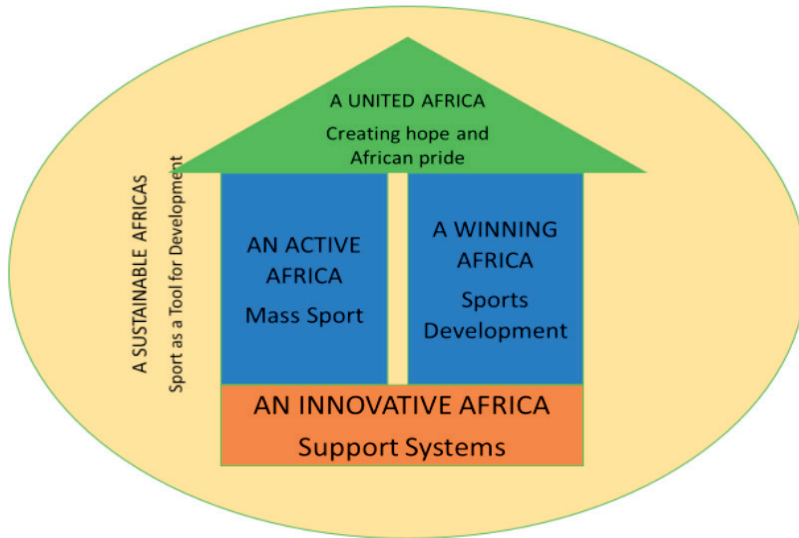 A UNITED AFRICA
Creating hope and
African pride
A SUSTAINABLE AFRICAS
Sport as a Tool for Development
AN ACTIVE
AFRICA
Mass Sport
A WINNING
AFRICA
Sports
Development
AN INNOVATIVE AFRICA
Support Systems